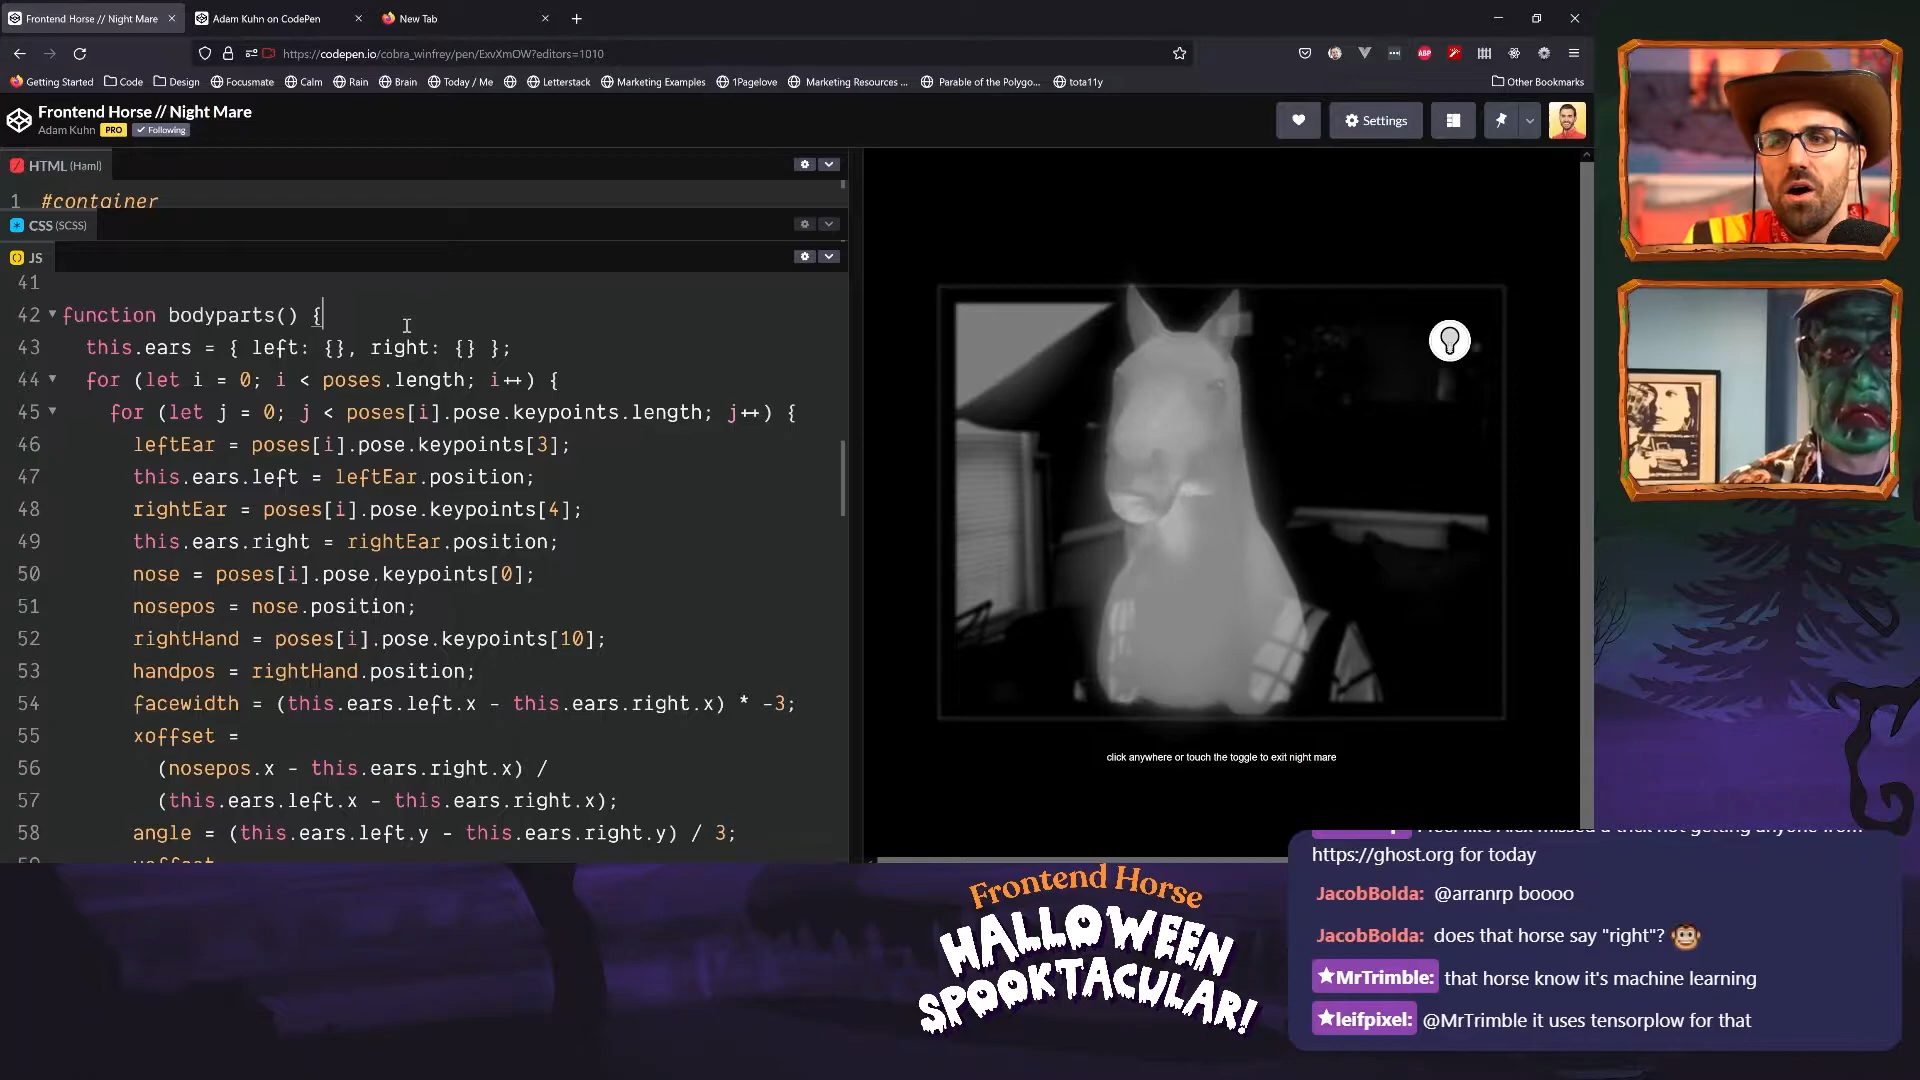 Frontend Horse // Night Mare
Adam Kuhn on CodePen
New Tab
https://codepen.io/cobra_winfrey/pen/ExvXmOW?editors=1010
ABP
Getting Started
Code
Design
Focusmate
Calm
Rain
Brain
Today / Me
Letterstack
Marketing Examples
1Pagelove
Marketing Resources ...
Parable of the Polygo...
tota11y
Other Bookmarks
Frontend Horse // Night Mare
Adam Kuhn PRO ✓ Following
Settings
HTML (Haml)
1 #container
CSS (SCSS)
JS
41
42 function bodyparts() {
43 this.ears = { left: {}, right: {} };
44 for (let i = 0; i < poses.length; i++) {
45 for (let j = 0; j < poses[i].pose.keypoints.length; j++) {
46 leftEar = poses[i].pose.keypoints[3];
47 this.ears.left = leftEar.position;
48 rightEar = poses[i].pose.keypoints[4];
49 this.ears.right = rightEar.position;
50 nose = poses[i].pose.keypoints[0];
51 nosepos = nose.position;
52 rightHand = poses[i].pose.keypoints[10];
53 handpos = rightHand.position;
54 facewidth = (this.ears.left.x - this.ears.right.x) * -3;
55 xoffset =
56 (nosepos.x - this.ears.right.x) /
57 (this.ears.left.x - this.ears.right.x);
58 angle = (this.ears.left.y - this.ears.right.y) / 3;
click anywhere or touch the toggle to exit night mare
Frontend Horse
HALLOWEEN
SPOOKTACULAR!
https://ghost.org for today
JacobBolda: @arranrp boooo
JacobBolda: does that horse say "right"?
★MrTrimble: that horse know it's machine learning
★leifpixel: @MrTrimble it uses tensorplow for that